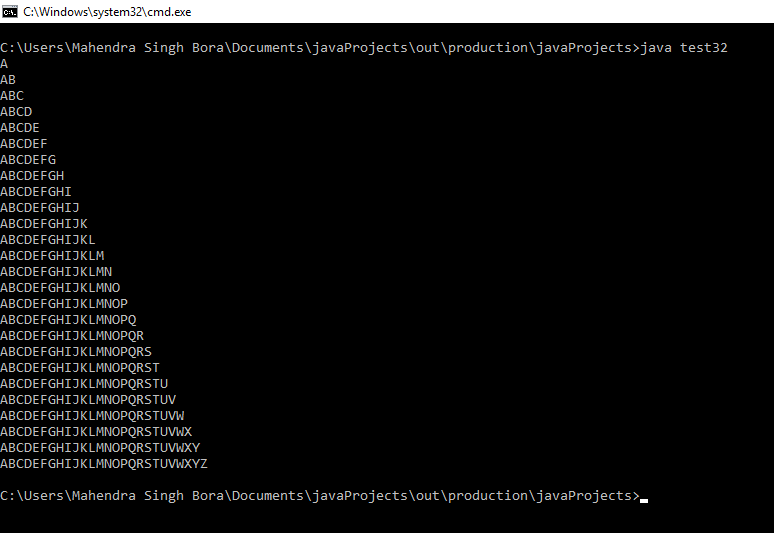 C:\Windows\system32\cmd.exe
C:\Users\Mahendra Singh Bora\Documents\javaProjects\out\production\javaProjects>java test32
A
AB
ABC
ABCD
ABCDE
ABCDEF
ABCDEFG
ABCDEFGH
ABCDEFGHI
ABCDEFGHIJ
ABCDEFGHIJK
ABCDEFGHIJKL
ABCDEFGHIJKLM
ABCDEFGHIJKLMN
ABCDEFGHIJKLMNO
ABCDEFGHIJKLMNOP
ABCDEFGHIJKLMNOPQ
ABCDEFGHIJKLMNOPQR
ABCDEFGHIJKLMNOPQRS
ABCDEFGHIJKLMNOPQRST
ABCDEFGHIJKLMNOPQRSTU
ABCDEFGHIJKLMNOPQRSTUV
ABCDEFGHIJKLMNOPQRSTUVW
ABCDEFGHIJKLMNOPQRSTUVWX
ABCDEFGHIJKLMNOPQRSTUVWXY
ABCDEFGHIJKLMNOPQRSTUVWXYZ
C:\Users\Mahendra Singh Bora\Documents\javaProjects\out\production\javaProjects>